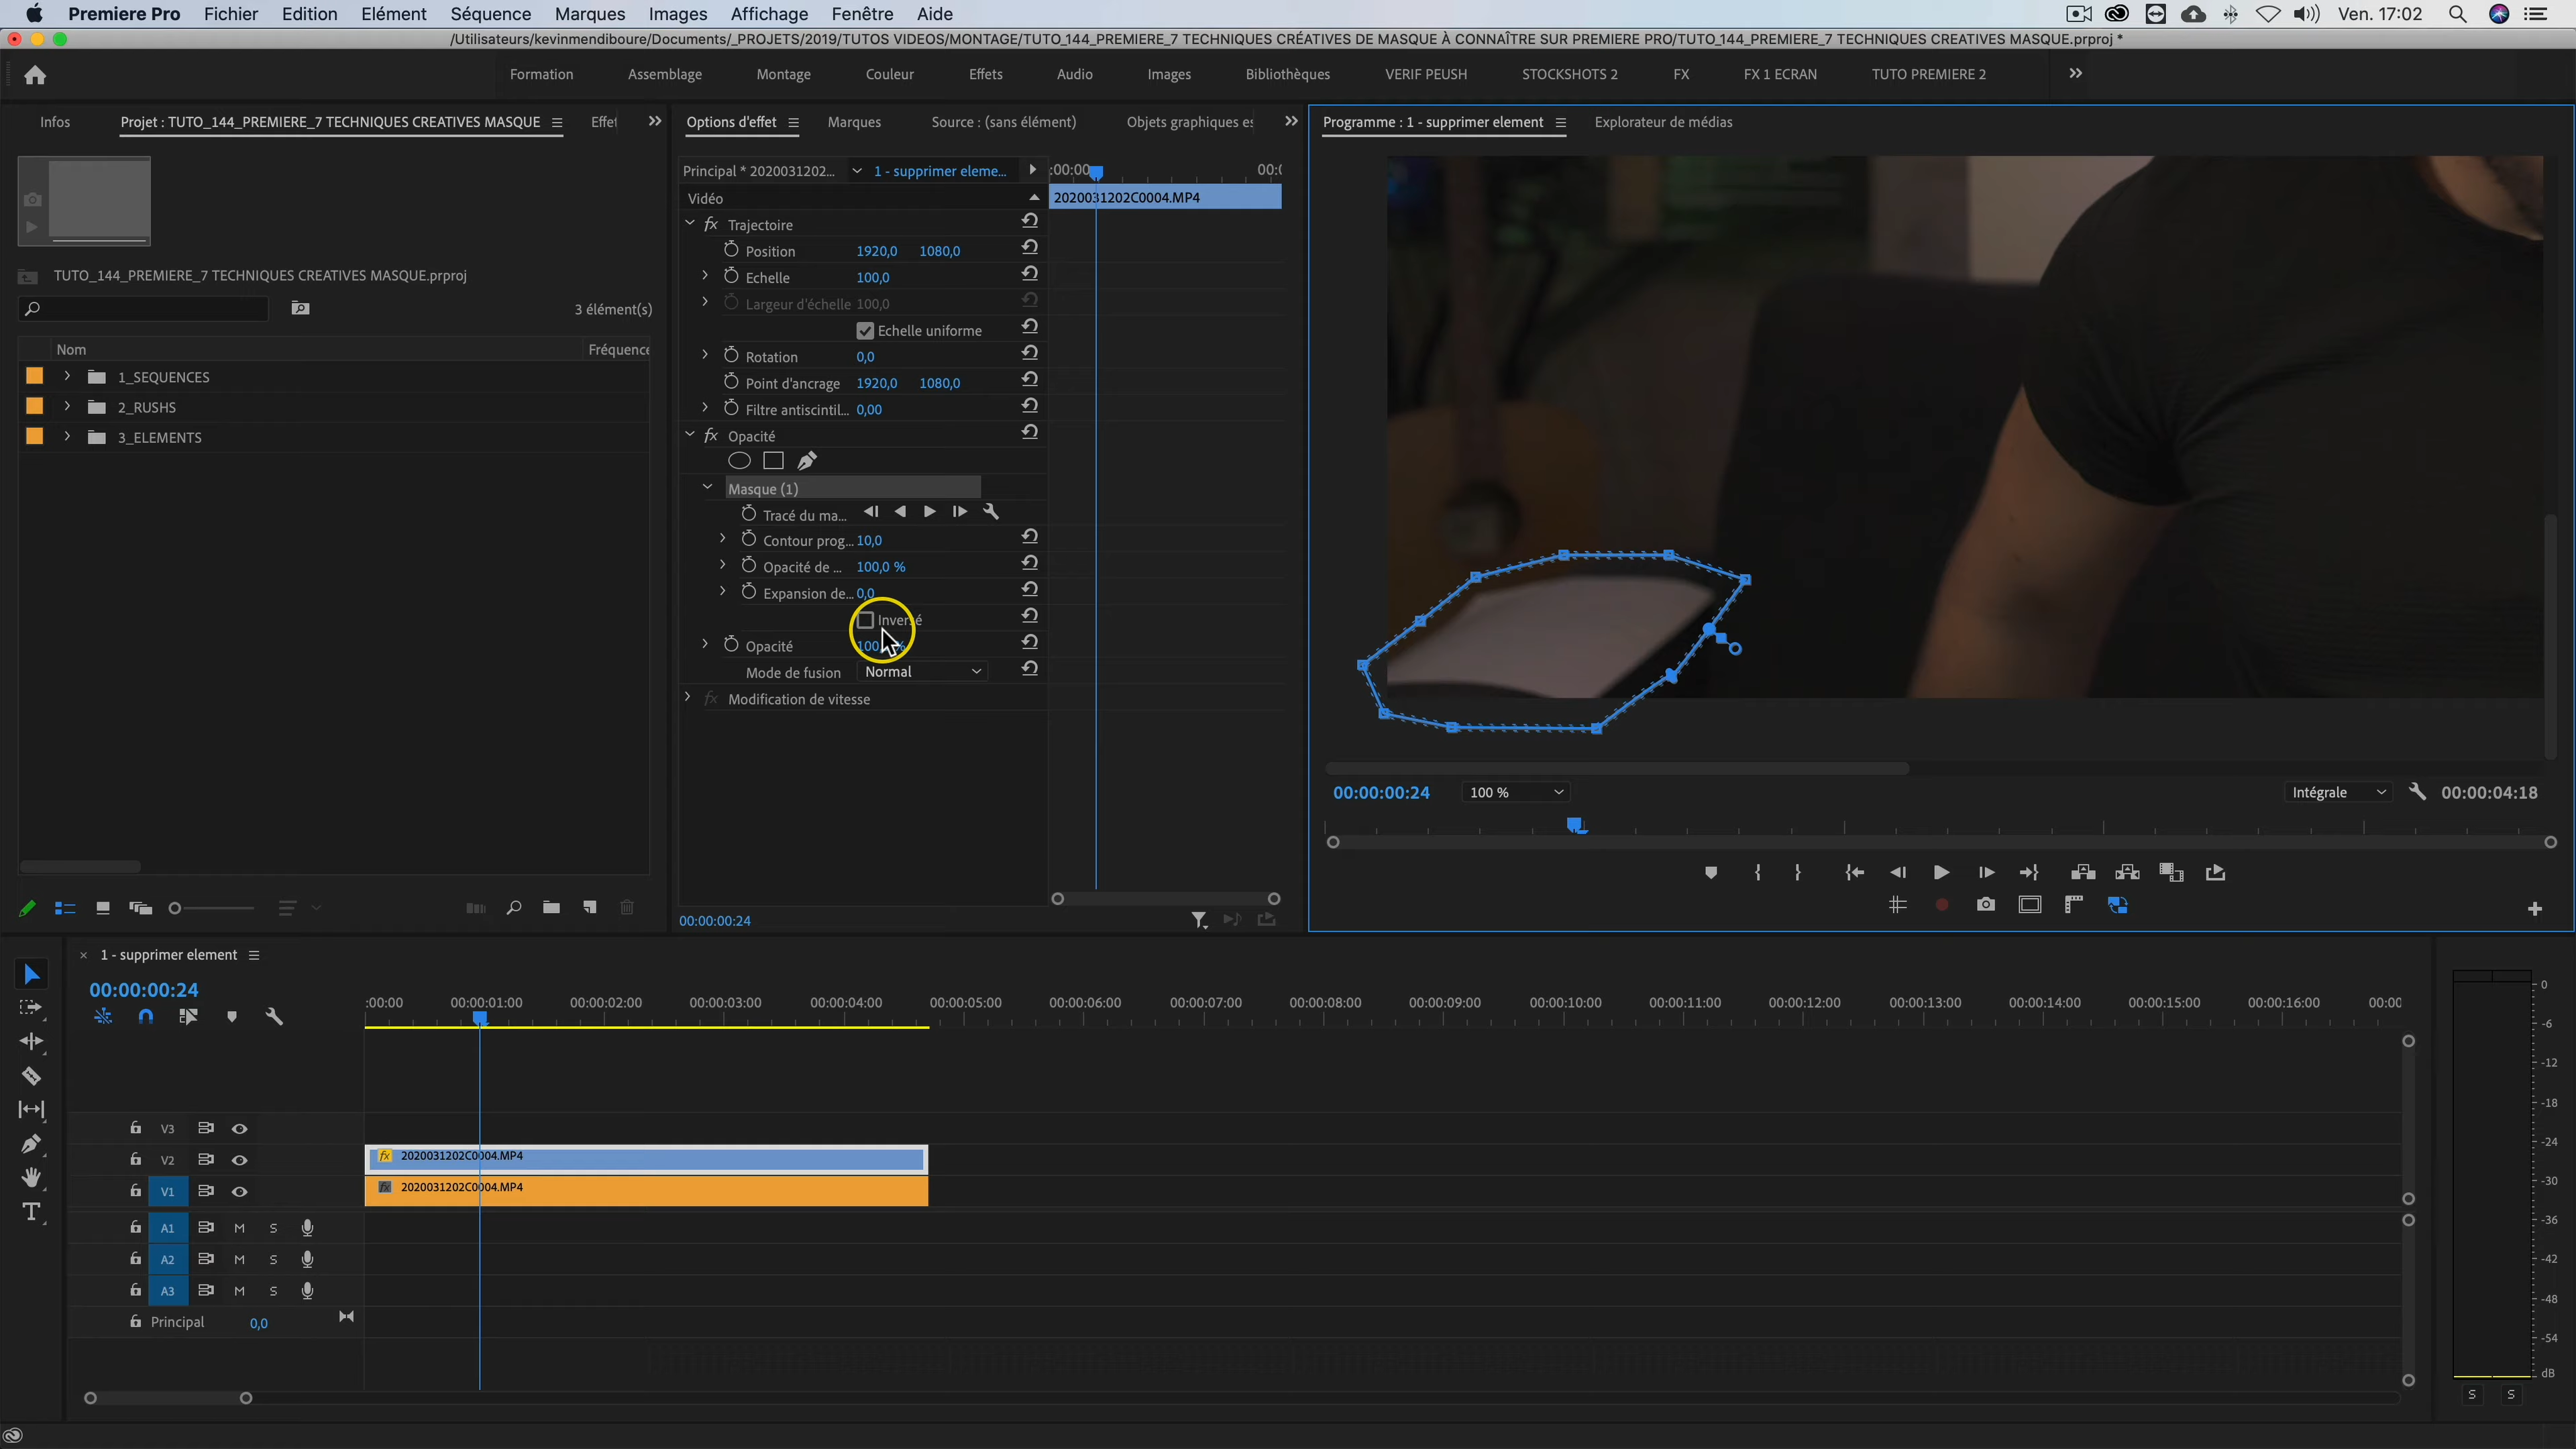 Premiere Pro Fichier Edition Elément Séquence Marques Images Affichage Fenêtre Aide Ven. 17:02
/Utilisateurs/kevinmendiboure/Documents/_PROJETS/2019/TUTOS VIDEOS/MONTAGE/TUTO_144_PREMIERE_7 TECHNIQUES CRÉATIVES DE MASQUE À CONNAÎTRE SUR PREMIERE PRO/TUTO_144_PREMIERE_7 TECHNIQUES CREATIVES MASQUE.prproj *
Formation Assemblage Montage Couleur Effets Audio Images Bibliothèques VERIF PEUSH STOCKSHOTS 2 FX FX 1 ECRAN TUTO PREMIERE 2
Infos Projet : TUTO_144_PREMIERE_7 TECHNIQUES CREATIVES MASQUE Effet
TUTO_144_PREMIERE_7 TECHNIQUES CREATIVES MASQUE.prproj
3 élément(s)
Nom Fréquence
1_SEQUENCES
2_RUSHS
3_ELEMENTS
Options d'effet Marques Source : (sans élément) Objets graphiques es
Principal * 2020031202... 1 - supprimer eleme... :00:00 00:0
Vidéo 2020031202C0004.MP4
fx Trajectoire
Position 1920,0 1080,0
Echelle 100,0
Largeur d'échelle 100,0
Echelle uniforme
Rotation 0,0
Point d'ancrage 1920,0 1080,0
Filtre antiscintil... 0,00
fx Opacité
Masque (1)
Tracé du ma...
Contour prog... 10,0
Opacité de ... 100,0 %
Expansion de... 0,0
Inversé
Opacité 100,
Mode de fusion Normal
fx Modification de vitesse
00:00:00:24
Programme : 1 - supprimer element Explorateur de médias
00:00:00:24 100 % Intégrale 00:00:04:18
1 - supprimer element
00:00:00:24
:00:00 00:00:01:00 00:00:02:00 00:00:03:00 00:00:04:00 00:00:05:00 00:00:06:00 00:00:07:00 00:00:08:00 00:00:09:00 00:00:10:00 00:00:11:00 00:00:12:00 00:00:13:00 00:00:14:00 00:00:15:00 00:00:16:00 00:00
V3
V2 fx 2020031202C0004.MP4
V1 fx 2020031202C0004.MP4
A1 M S
A2 M S
A3 M S
Principal 0,0
0
-6
-12
-18
-24
-30
-36
-42
-48
-54
dB
S S